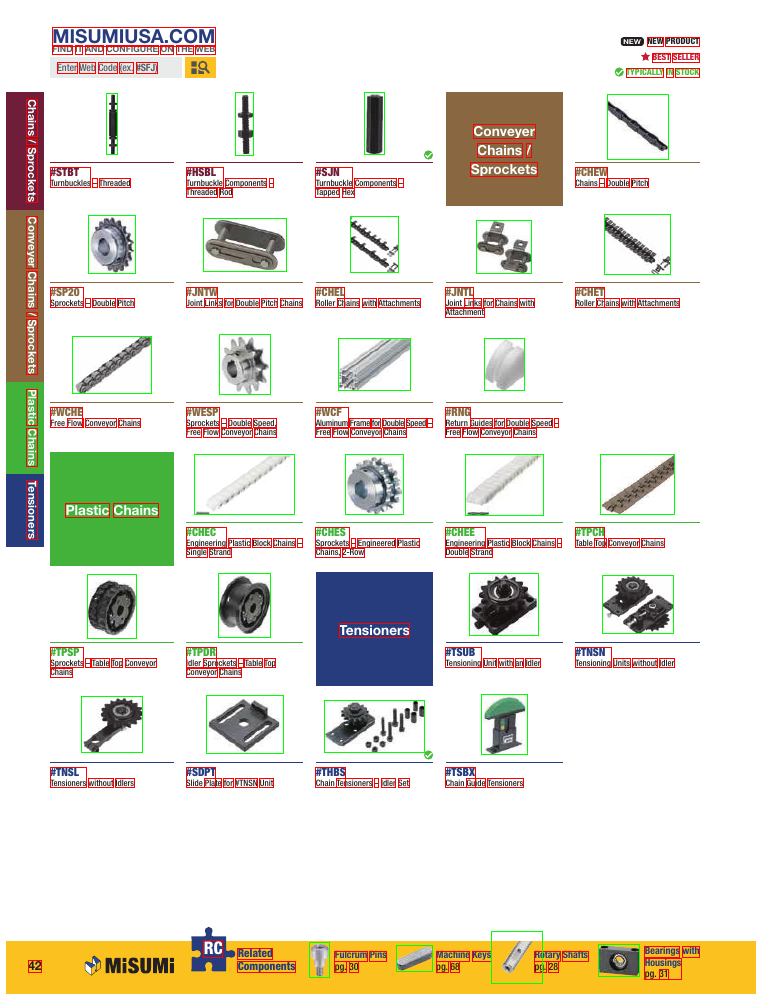 MISUMIUSA.COM
FIND IT AND CONFIGURE ON THE WEB
Enter Web Code (ex. #SFJ)
NEW NEW PRODUCT
BEST SELLER
TYPICALLY IN STOCK
Chains / Sprockets
Conveyer Chains / Sprockets
Plastic Chains
Tensioners
#STBT
Turnbuckles – Threaded
#HSBL
Turnbuckle Components –
Threaded Rod
#SJN
Turnbuckle Components –
Tapped Hex
Conveyer
Chains /
Sprockets
#CHEW
Chains – Double Pitch
#SP20
Sprockets – Double Pitch
#JNTW
Joint Links for Double Pitch Chains
#CHEL
Roller Chains with Attachments
#JNTL
Joint Links for Chains with
Attachment
#CHET
Roller Chains with Attachments
#WCHE
Free Flow Conveyor Chains
#WESP
Sprockets – Double Speed,
Free Flow Conveyor Chains
#WCF
Aluminum Frame for Double Speed –
Free Flow Conveyor Chains
#RNG
Return Guides for Double Speed –
Free Flow Conveyor Chains
Plastic Chains
#CHEC
Engineering Plastic Block Chains –
Single Strand
#CHES
Sprockets – Engineered Plastic
Chains, 2-Row
#CHEE
Engineering Plastic Block Chains –
Double Strand
#TPCH
Table Top Conveyor Chains
#TPSP
Sprockets – Table Top Conveyor
Chains
#TPDR
Idler Sprockets – Table Top
Conveyor Chains
Tensioners
#TSUB
Tensioning Unit with an Idler
#TNSN
Tensioning Units without Idler
#TNSL
Tensioners without Idlers
#SDPT
Slide Plate for #TNSN Unit
#THBS
Chain Tensioners – Idler Set
#TSBX
Chain Guide Tensioners
42
MiSUMi
RC
Related
Components
Fulcrum Pins
pg. 30
Machine Keys
pg. 68
Rotary Shafts
pg. 28
Bearings with
Housings
pg. 31